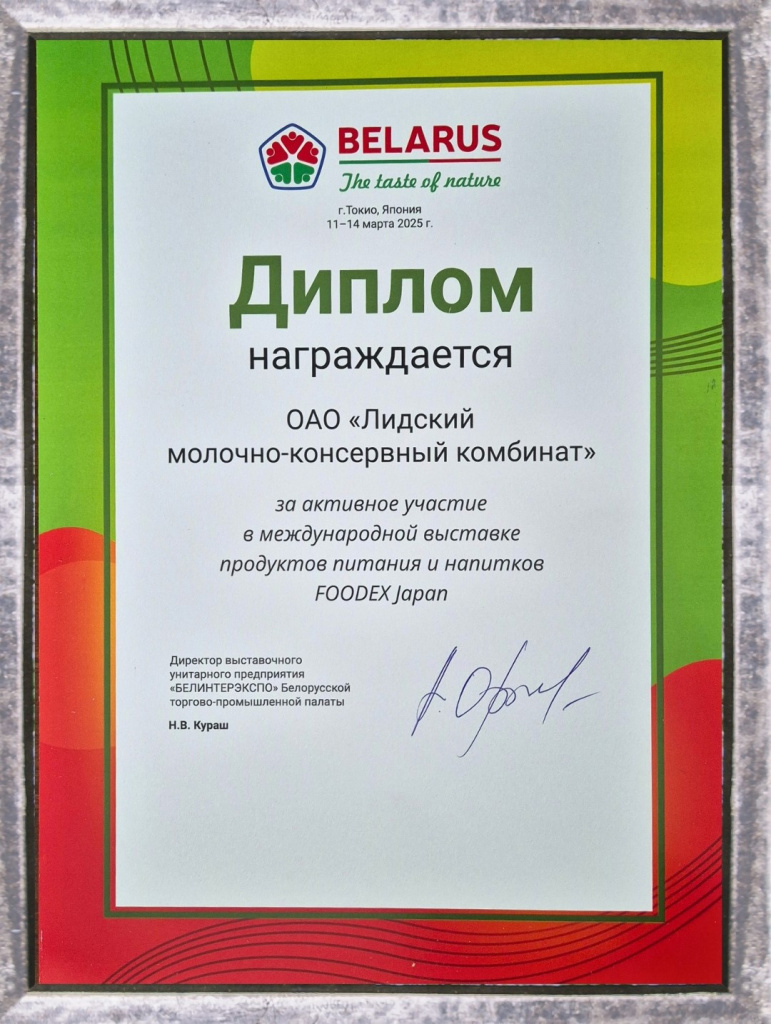 BELARUS
The taste of nature
г.Токио, Япония
11–14 марта 2025 г.
Диплом
награждается
ОАО «Лидский
молочно-консервный комбинат»
за активное участие
в международной выставке
продуктов питания и напитков
FOODEX Japan
Директор выставочного
унитарного предприятия
«БЕЛИНТЕРЭКСПО» Белорусской
торгово-промышленной палаты
Н.В. Кураш